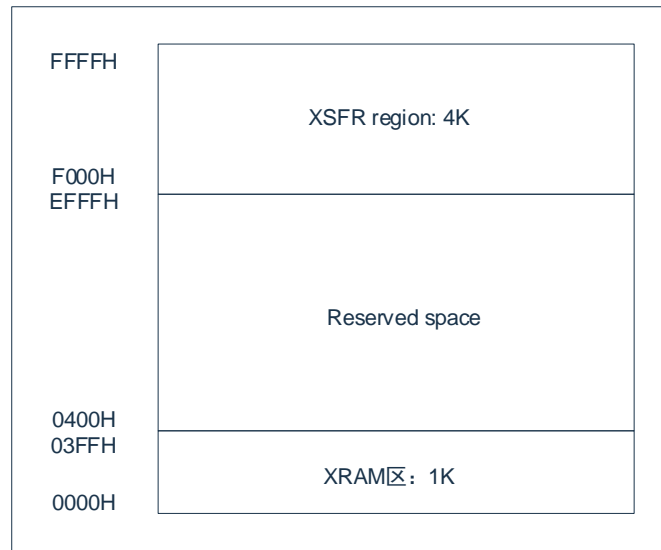 FFFFH
XSFR region: 4K
F000H
EFFFH
Reserved space
0400H
03FFH
XRAM区：1K
0000H